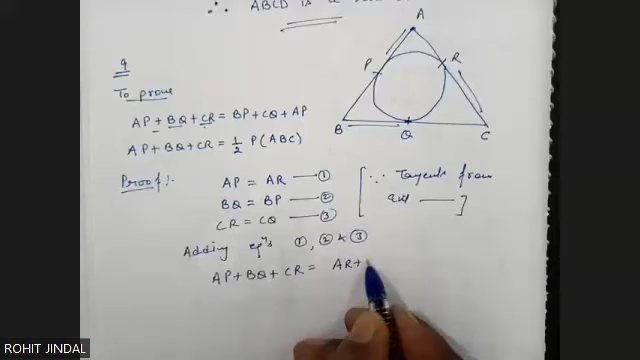 ∴ ABCD is a
A
9
P
R
To prove
AP + BQ + CR = BP + CQ + AP
B
Q
C
AP + BQ + CR = 1/2 P(ABC)
Proof :-
AP = AR — ① [∵ Tangents from
BQ = BP — ② ext — ]
CR = CQ — ③
Adding eqⁿs ①, ② & ③
AP + BQ + CR = AR +
ROHIT JINDAL